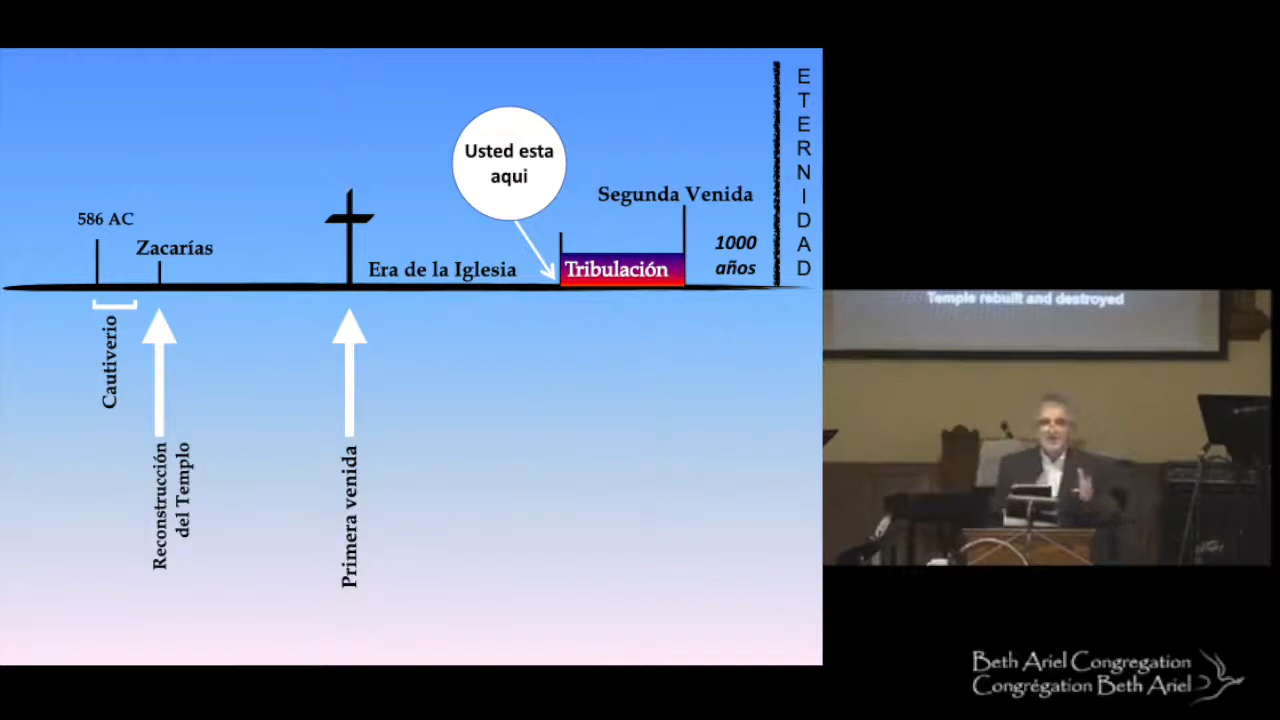 ETERNIDAD
Usted esta
aqui
Segunda Venida
586 AC
Zacarías
1000
años
Era de la Iglesia
Tribulación
Cautiverio
Reconstrucción
del Templo
Primera venida
Temple rebuilt and destroyed
Beth Ariel Congregation
Congrégation Beth Ariel